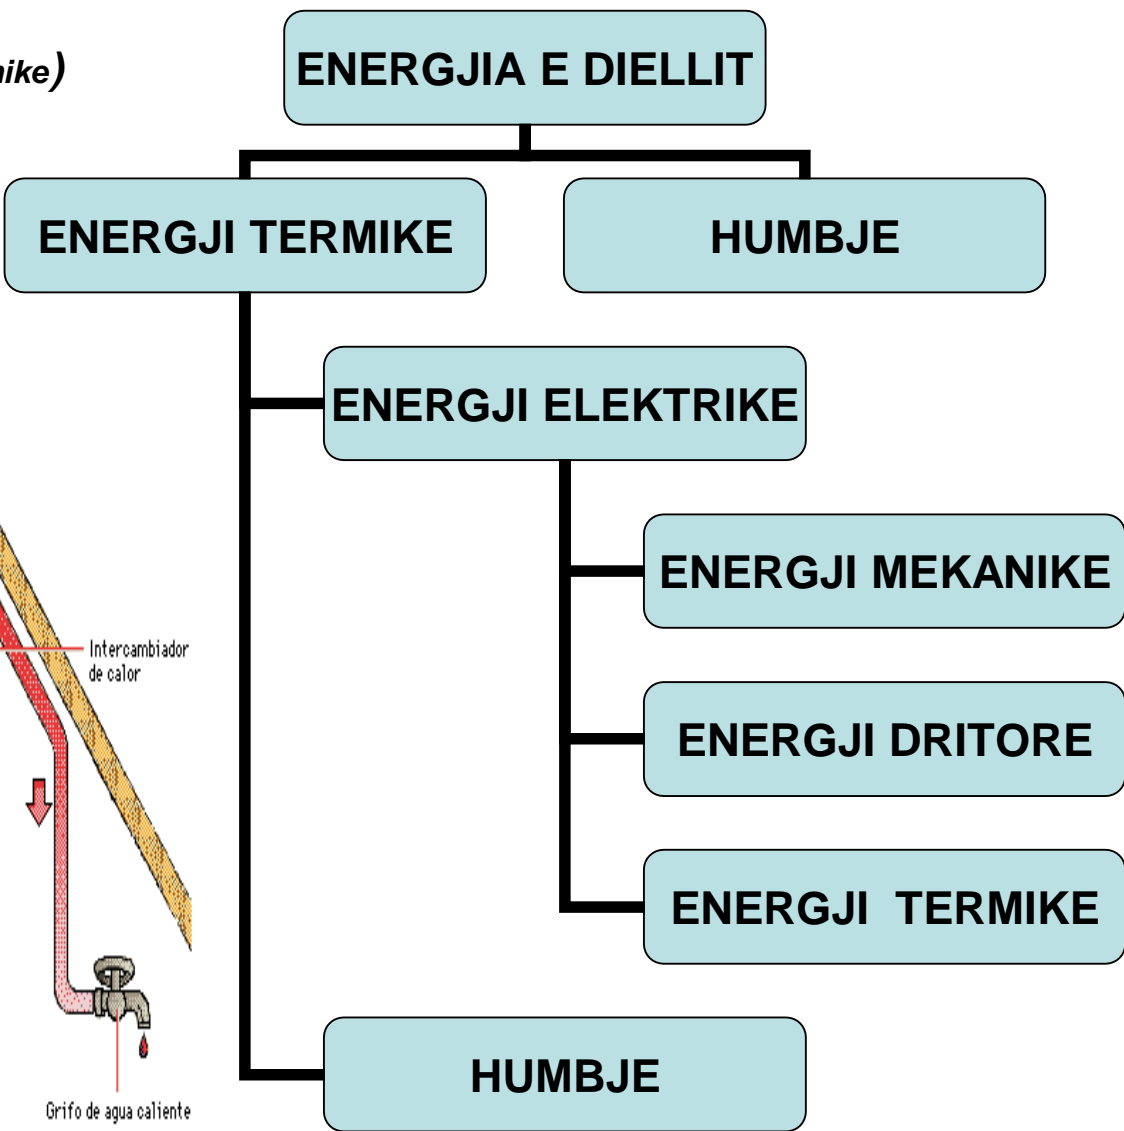 nike)
ENERGJIA E DIELLIT
ENERGJI TERMIKE
HUMBJE
ENERGJI ELEKTRIKE
ENERGJI MEKANIKE
Intercambiador
de calor
ENERGJI DRITORE
ENERGJI  TERMIKE
HUMBJE
Grifo de agua caliente